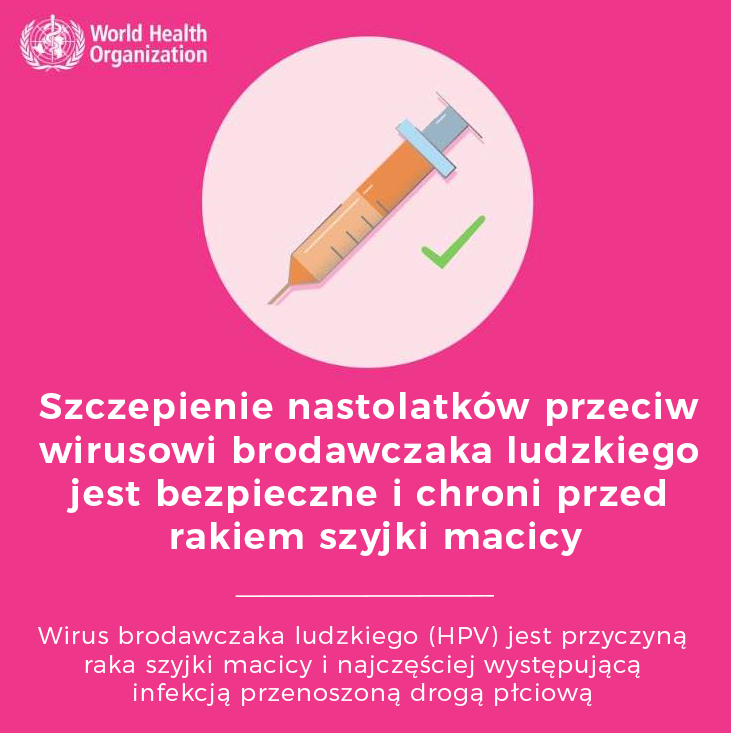 World Health
Organization
Szczepienie nastolatków przeciw
wirusowi brodawczaka ludzkiego
jest bezpieczne i chroni przed
rakiem szyjki macicy
Wirus brodawczaka ludzkiego (HPV) jest przyczyną
raka szyjki macicy i najczęściej występującą
infekcją przenoszoną drogą płciową